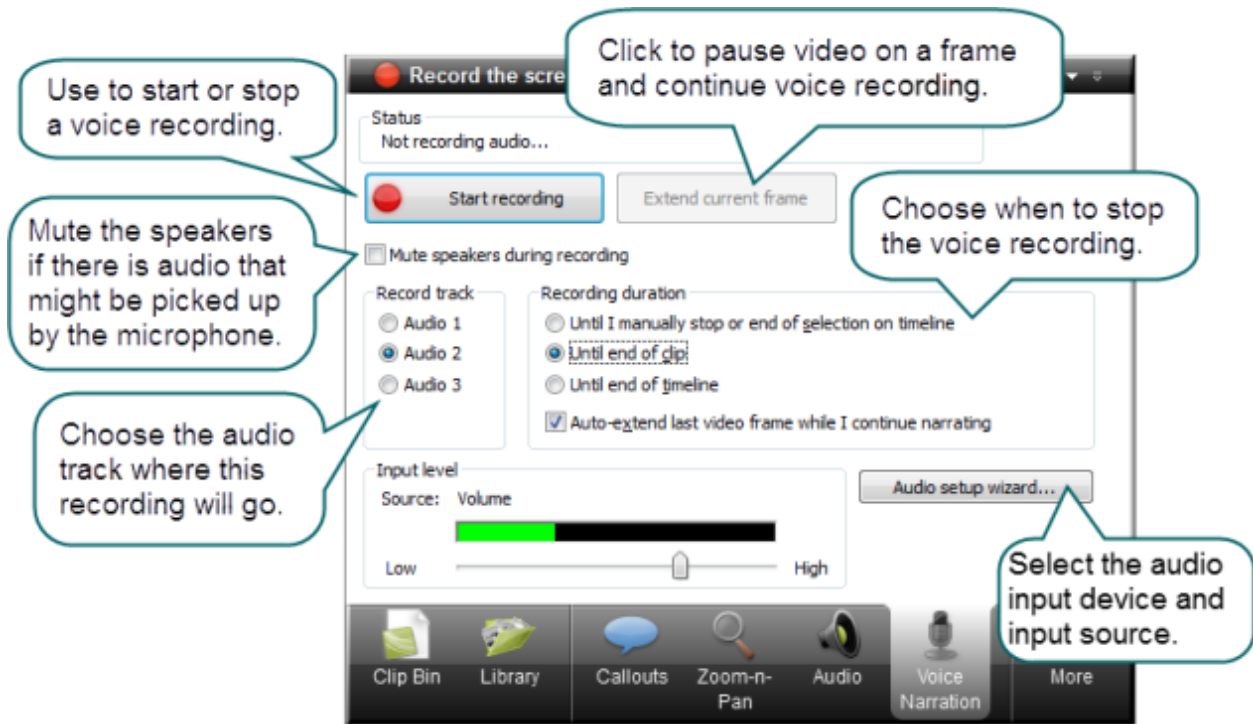 Click to pause video on a frame
and continue voice recording.
Record the scre
Use to start or stop
a voice recording.
Status
Not recording audio...
Start recording
Extend current frame
Choose when to stop
the voice recording.
Mute the speakers
if there is audio that
might be picked up
by the microphone.
Mute speakers during recording
Record track
Audio 1
Audio 2
Audio 3
Recording duration
Until I manually stop or end of selection on timeline
Until end of clip
Until end of timeline
Auto-extend last video frame while I continue narrating
Choose the audio
track where this
recording will go.
Input level
Source: Volume
Low
High
Audio setup wizard...
Select the audio
input device and
input source.
Clip Bin
Library
Callouts
Zoom-n-
Pan
Audio
Voice
Narration
More